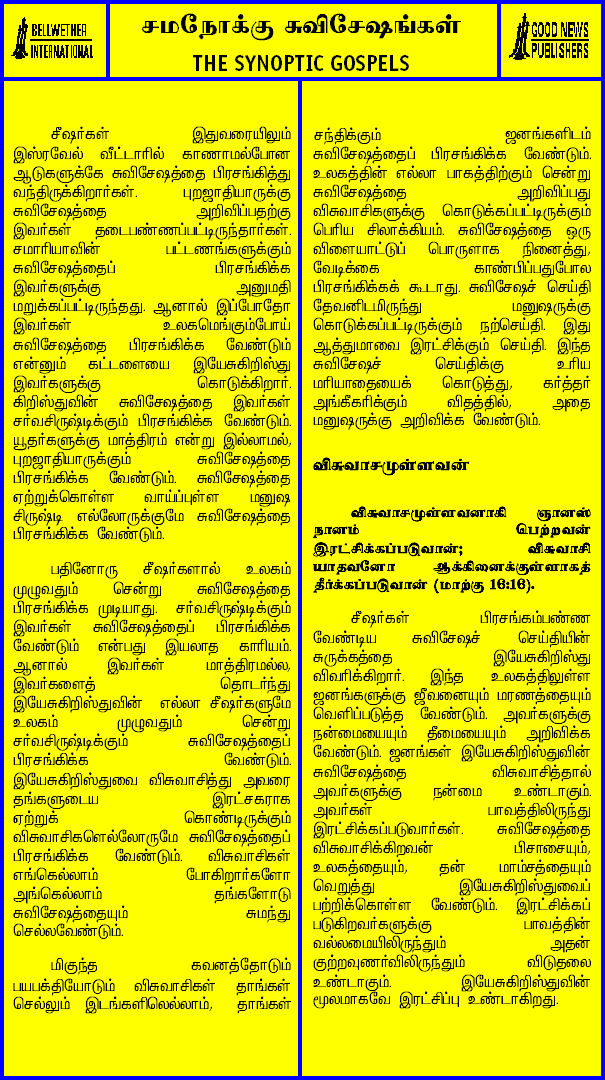 BELLWETHER
INTERNATIONAL
சமநோக்கு சுவிசேஷங்கள்
THE SYNOPTIC GOSPELS
GOOD NEWS
PUBLISHERS
சீஷர்கள் இதுவரையிலும்
இஸ்ரவேல் வீட்டாரில் காணாமல்போன
ஆடுகளுக்கே சுவிசேஷத்தை பிரசங்கித்து
வந்திருக்கிறார்கள். புறஜாதியாருக்கு
சுவிசேஷத்தை அறிவிப்பதற்கு
இவர்கள் தடைபண்ணப்பட்டிருந்தார்கள்.
சமாரியாவின் பட்டணங்களுக்கும்
சுவிசேஷத்தைப் பிரசங்கிக்க
இவர்களுக்கு அனுமதி
மறுக்கப்பட்டிருந்தது. ஆனால் இப்போதோ
இவர்கள் உலகமெங்கும்போய்
சுவிசேஷத்தை பிரசங்கிக்க வேண்டும்
என்னும் கட்டளையை இயேசுகிறிஸ்து
இவர்களுக்கு கொடுக்கிறார்.
கிறிஸ்துவின் சுவிசேஷத்தை இவர்கள்
சர்வசிருஷ்டிக்கும் பிரசங்கிக்க வேண்டும்.
யூதர்களுக்கு மாத்திரம் என்று இல்லாமல்,
புறஜாதியாருக்கும் சுவிசேஷத்தை
பிரசங்கிக்க வேண்டும். சுவிசேஷத்தை
ஏற்றுக்கொள்ள வாய்ப்புள்ள மனுஷ
சிருஷ்டி எல்லோருக்குமே சுவிசேஷத்தை
பிரசங்கிக்க வேண்டும்.
பதினோரு சீஷர்களால் உலகம்
முழுவதும் சென்று சுவிசேஷத்தை
பிரசங்கிக்க முடியாது. சர்வசிருஷ்டிக்கும்
இவர்கள் சுவிசேஷத்தைப் பிரசங்கிக்க
வேண்டும் என்பது இயலாத காரியம்.
ஆனால் இவர்கள் மாத்திரமல்ல,
இவர்களைத் தொடர்ந்து
இயேசுகிறிஸ்துவின் எல்லா சீஷர்களுமே
உலகம் முழுவதும் சென்று
சர்வசிருஷ்டிக்கும் சுவிசேஷத்தைப்
பிரசங்கிக்க வேண்டும்.
இயேசுகிறிஸ்துவை விசுவாசித்து அவரை
தங்களுடைய இரட்சகராக
ஏற்றுக் கொண்டிருக்கும்
விசுவாசிகளெல்லோருமே சுவிசேஷத்தைப்
பிரசங்கிக்க வேண்டும். விசுவாசிகள்
எங்கெல்லாம் போகிறார்களோ
அங்கெல்லாம் தங்களோடு
சுவிசேஷத்தையும் சுமந்து
செல்லவேண்டும்.
மிகுந்த கவனத்தோடும்
பயபக்தியோடும் விசுவாசிகள் தாங்கள்
செல்லும் இடங்களிலெல்லாம், தாங்கள்
சந்திக்கும் ஜனங்களிடம்
சுவிசேஷத்தைப் பிரசங்கிக்க வேண்டும்.
உலகத்தின் எல்லா பாகத்திற்கும் சென்று
சுவிசேஷத்தை அறிவிப்பது
விசுவாசிகளுக்கு கொடுக்கப்பட்டிருக்கும்
பெரிய சிலாக்கியம். சுவிசேஷத்தை ஒரு
விளையாட்டுப் பொருளாக நினைத்து,
வேடிக்கை காண்பிப்பதுபோல
பிரசங்கிக்கக் கூடாது. சுவிசேஷச் செய்தி
தேவனிடமிருந்து மனுஷருக்கு
கொடுக்கப்பட்டிருக்கும் நற்செய்தி. இது
ஆத்துமாவை இரட்சிக்கும் செய்தி. இந்த
சுவிசேஷச் செய்திக்கு உரிய
மரியாதையைக் கொடுத்து, கர்த்தர்
அங்கீகரிக்கும் விதத்தில், அதை
மனுஷருக்கு அறிவிக்க வேண்டும்.
விசுவாசமுள்ளவன்
விசுவாசமுள்ளவனாகி ஞானஸ்
நானம் பெற்றவன்
இரட்சிக்கப்படுவான்; விசுவாசி
யாதவனோ ஆக்கினைக்குள்ளாகத்
தீர்க்கப்படுவான் (மாற்கு 16:16).
சீஷர்கள் பிரசங்கம்பண்ண
வேண்டிய சுவிசேஷச் செய்தியின்
சுருக்கத்தை இயேசுகிறிஸ்து
விவரிக்கிறார். இந்த உலகத்திலுள்ள
ஜனங்களுக்கு ஜீவனையும் மரணத்தையும்
வெளிப்படுத்த வேண்டும். அவர்களுக்கு
நன்மையையும் தீமையையும் அறிவிக்க
வேண்டும். ஜனங்கள் இயேசுகிறிஸ்துவின்
சுவிசேஷத்தை விசுவாசித்தால்
அவர்களுக்கு நன்மை உண்டாகும்.
அவர்கள் பாவத்திலிருந்து
இரட்சிக்கப்படுவார்கள். சுவிசேஷத்தை
விசுவாசிக்கிறவன் பிசாசையும்,
உலகத்தையும், தன் மாம்சத்தையும்
வெறுத்து இயேசுகிறிஸ்துவைப்
பற்றிக்கொள்ள வேண்டும். இரட்சிக்கப்
படுகிறவர்களுக்கு பாவத்தின்
வல்லமையிலிருந்தும் அதன்
குற்றவுணர்விலிருந்தும் விடுதலை
உண்டாகும். இயேசுகிறிஸ்துவின்
மூலமாகவே இரட்சிப்பு உண்டாகிறது.